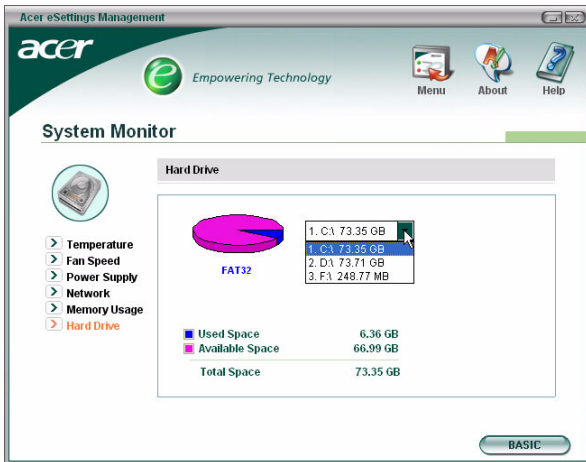 Acer eSettings Management
acer
e Empowering Technology
Menu
About
Help
System Monitor
Hard Drive
Temperature
Fan Speed
Power Supply
Network
Memory Usage
Hard Drive
FAT32
1. C:\ 73.35 GB
1. C:\ 73.35 GB
2. D:\ 73.71 GB
3. F:\ 248.77 MB
Used Space 6.36 GB
Available Space 66.99 GB
Total Space 73.35 GB
BASIC